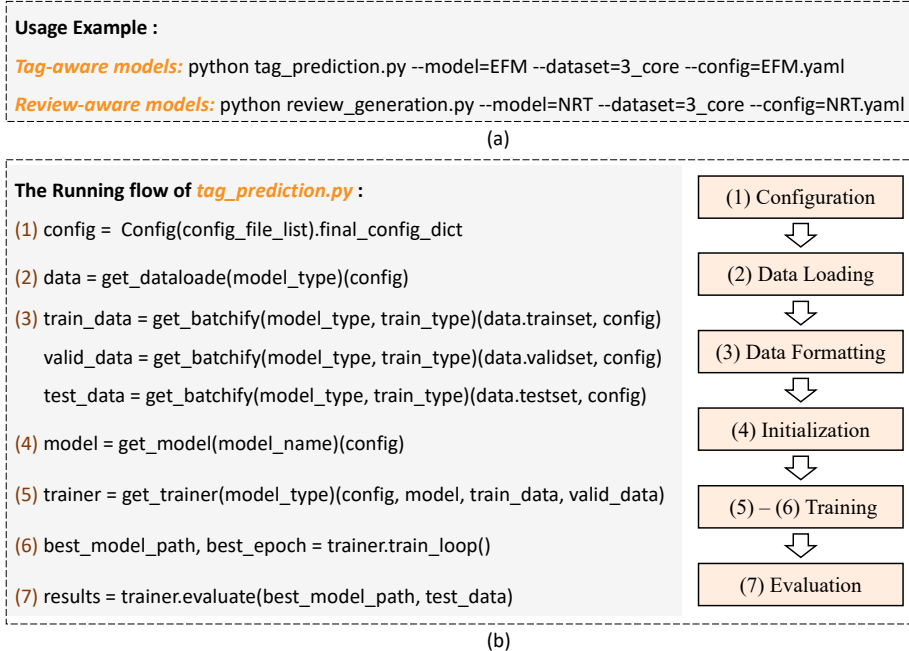 Usage Example :
Tag-aware models: python tag_prediction.py --model=EFM --dataset=3_core --config=EFM.yaml
Review-aware models: python review_generation.py --model=NRT --dataset=3_core --config=NRT.yaml
(a)
The Running flow of tag_prediction.py :
(1) config = Config(config_file_list).final_config_dict
(2) data = get_dataloade(model_type)(config)
(3) train_data = get_batchify(model_type, train_type)(data.trainset, config)
valid_data = get_batchify(model_type, train_type)(data.validset, config)
test_data = get_batchify(model_type, train_type)(data.testset, config)
(4) model = get_model(model_name)(config)
(5) trainer = get_trainer(model_type)(config, model, train_data, valid_data)
(6) best_model_path, best_epoch = trainer.train_loop()
(7) results = trainer.evaluate(best_model_path, test_data)
(1) Configuration
(2) Data Loading
(3) Data Formatting
(4) Initialization
(5) – (6) Training
(7) Evaluation
(b)